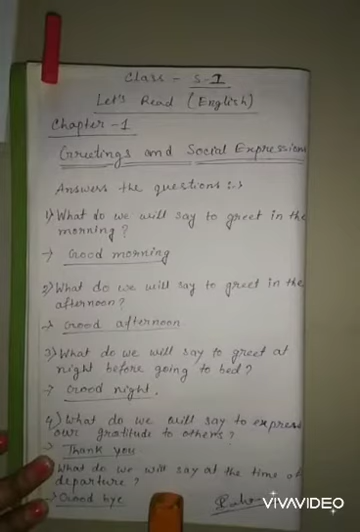 Class - S-1
Let's Read (English)
Chapter -1
Greetings and Social Expression
Answers the questions :-
1) What do we will say to greet in the
morning?
→ Good morning
2) What do we will say to greet in the
afternoon?
→ Good afternoon
3) What do we will say to greet at
night before going to bed?
→ Good night.
4) What do we will say to express
our gratitude to others?
→ Thank you
What do we will say at the time of
departure?
→ Good bye
VIVAVIDEO